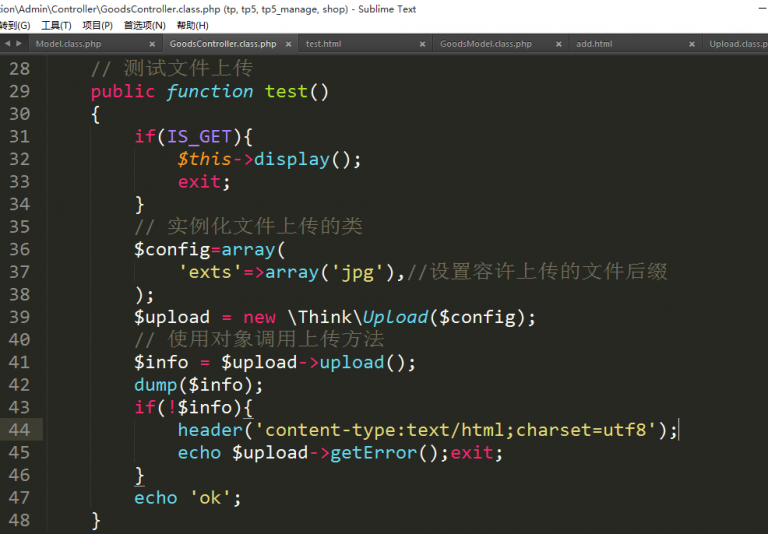 tion\Admin\Controller\GoodsController.class.php (tp, tp5, tp5_manage, shop) - Sublime Text
转到(G) 工具(T) 项目(P) 首选项(N) 帮助(H)
Model.class.php × GoodsController.class.php × test.html × GoodsModel.class.php × add.html × Upload.class.p
28 // 测试文件上传
29 public function test()
30 {
31 if(IS_GET){
32 $this->display();
33 exit;
34 }
35 // 实例化文件上传的类
36 $config=array(
37 'exts'=>array('jpg'),//设置容许上传的文件后缀
38 );
39 $upload = new \Think\Upload($config);
40 // 使用对象调用上传方法
41 $info = $upload->upload();
42 dump($info);
43 if(!$info){
44 header('content-type:text/html;charset=utf8');
45 echo $upload->getError();exit;
46 }
47 echo 'ok';
48 }